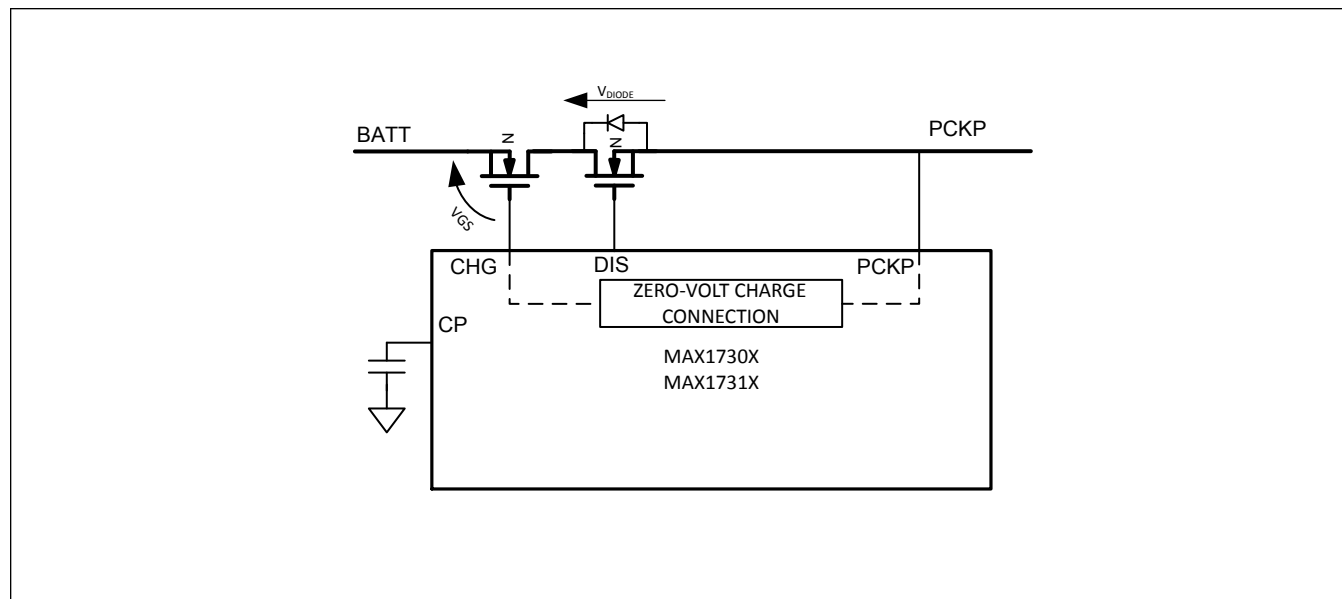 VDIODE
BATT
N
N
PCKP
VGS
CHG
DIS
PCKP
ZERO-VOLT CHARGE
CONNECTION
CP
MAX1730X
MAX1731X